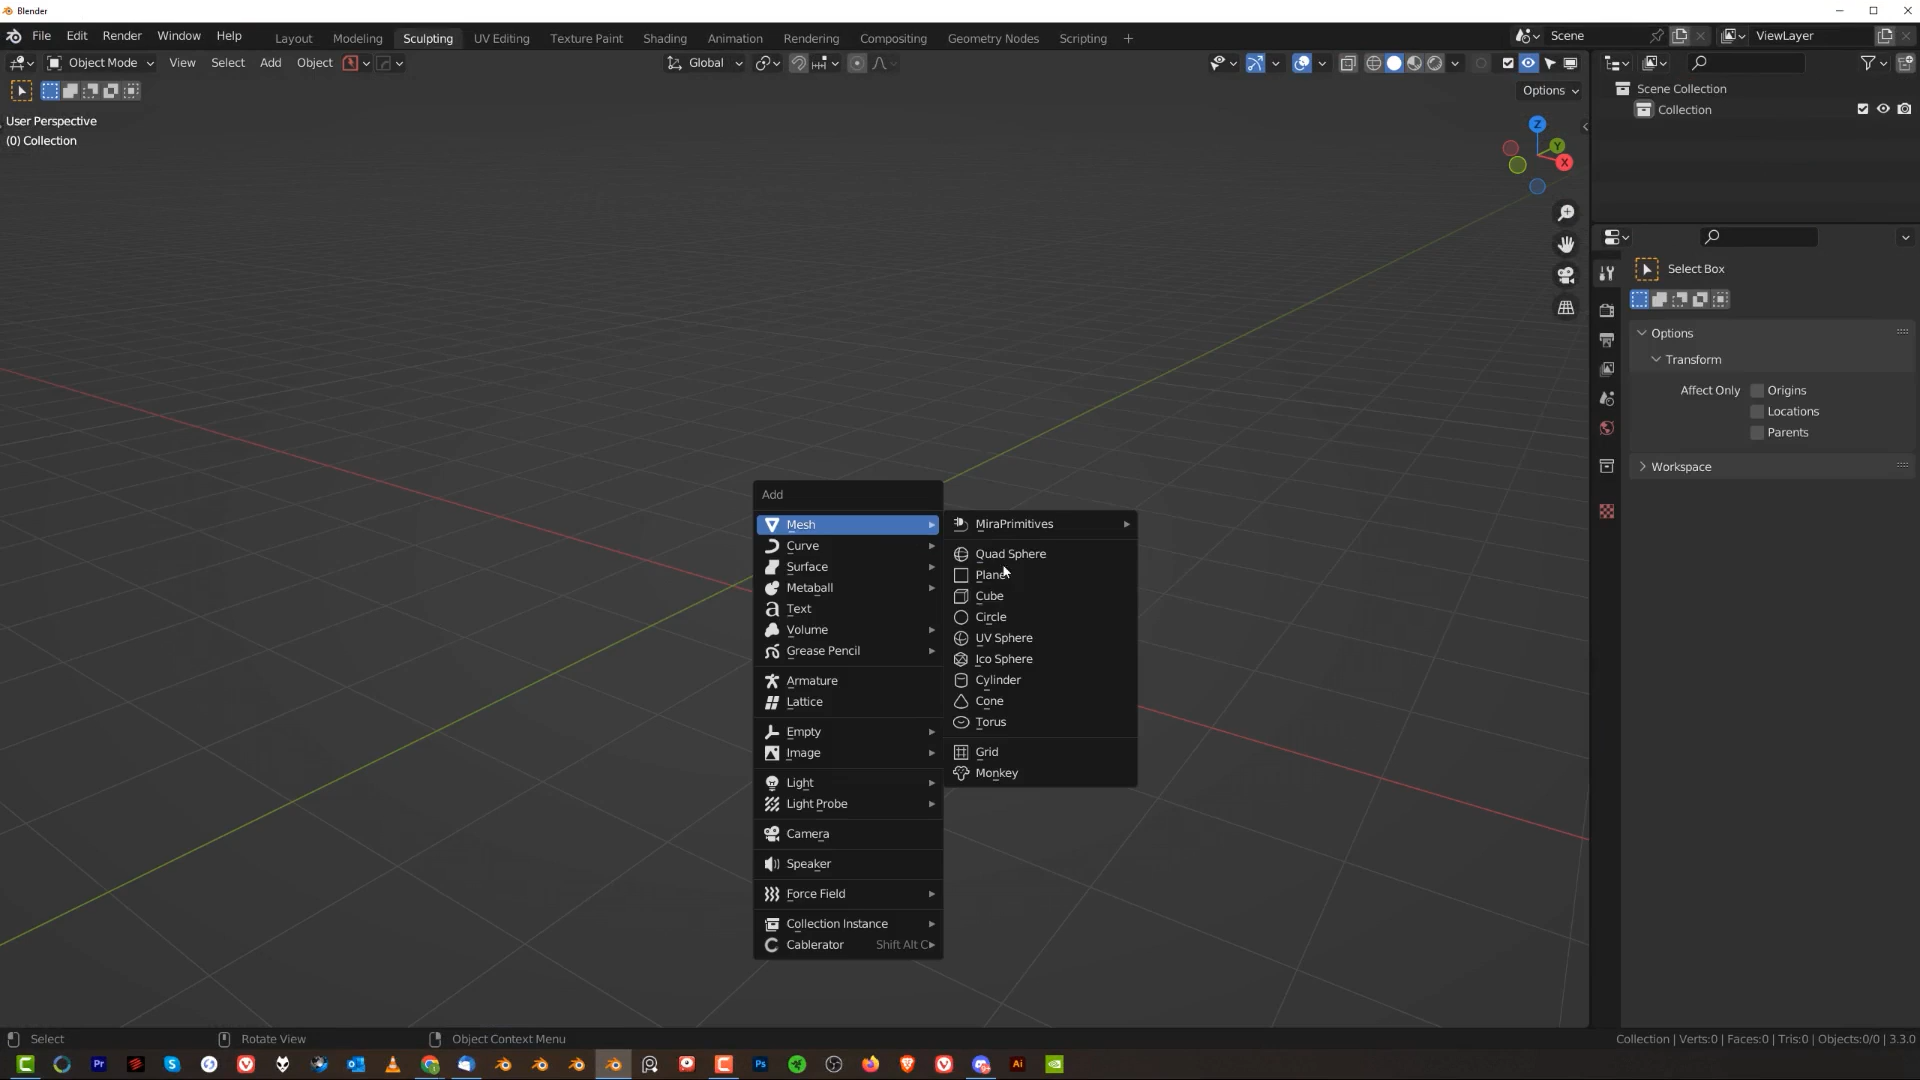 Blender
File Edit Render Window Help Layout Modeling Sculpting UV Editing Texture Paint Shading Animation Rendering Compositing Geometry Nodes Scripting + Scene ViewLayer
Object Mode View Select Add Object Global
Options
User Perspective
(0) Collection
Z
Y
X
Scene Collection
Collection
Select Box
Options
Transform
Affect Only Origins
Locations
Parents
Workspace
Add
Mesh
Curve
Surface
Metaball
Text
Volume
Grease Pencil
Armature
Lattice
Empty
Image
Light
Light Probe
Camera
Speaker
Force Field
Collection Instance
Cablerator Shift Alt C
MiraPrimitives
Quad Sphere
Plane
Cube
Circle
UV Sphere
Ico Sphere
Cylinder
Cone
Torus
Grid
Monkey
Select Rotate View Object Context Menu
Collection | Verts:0 | Faces:0 | Tris:0 | Objects:0/0 | 3.3.0
Pr
Ps
Ai